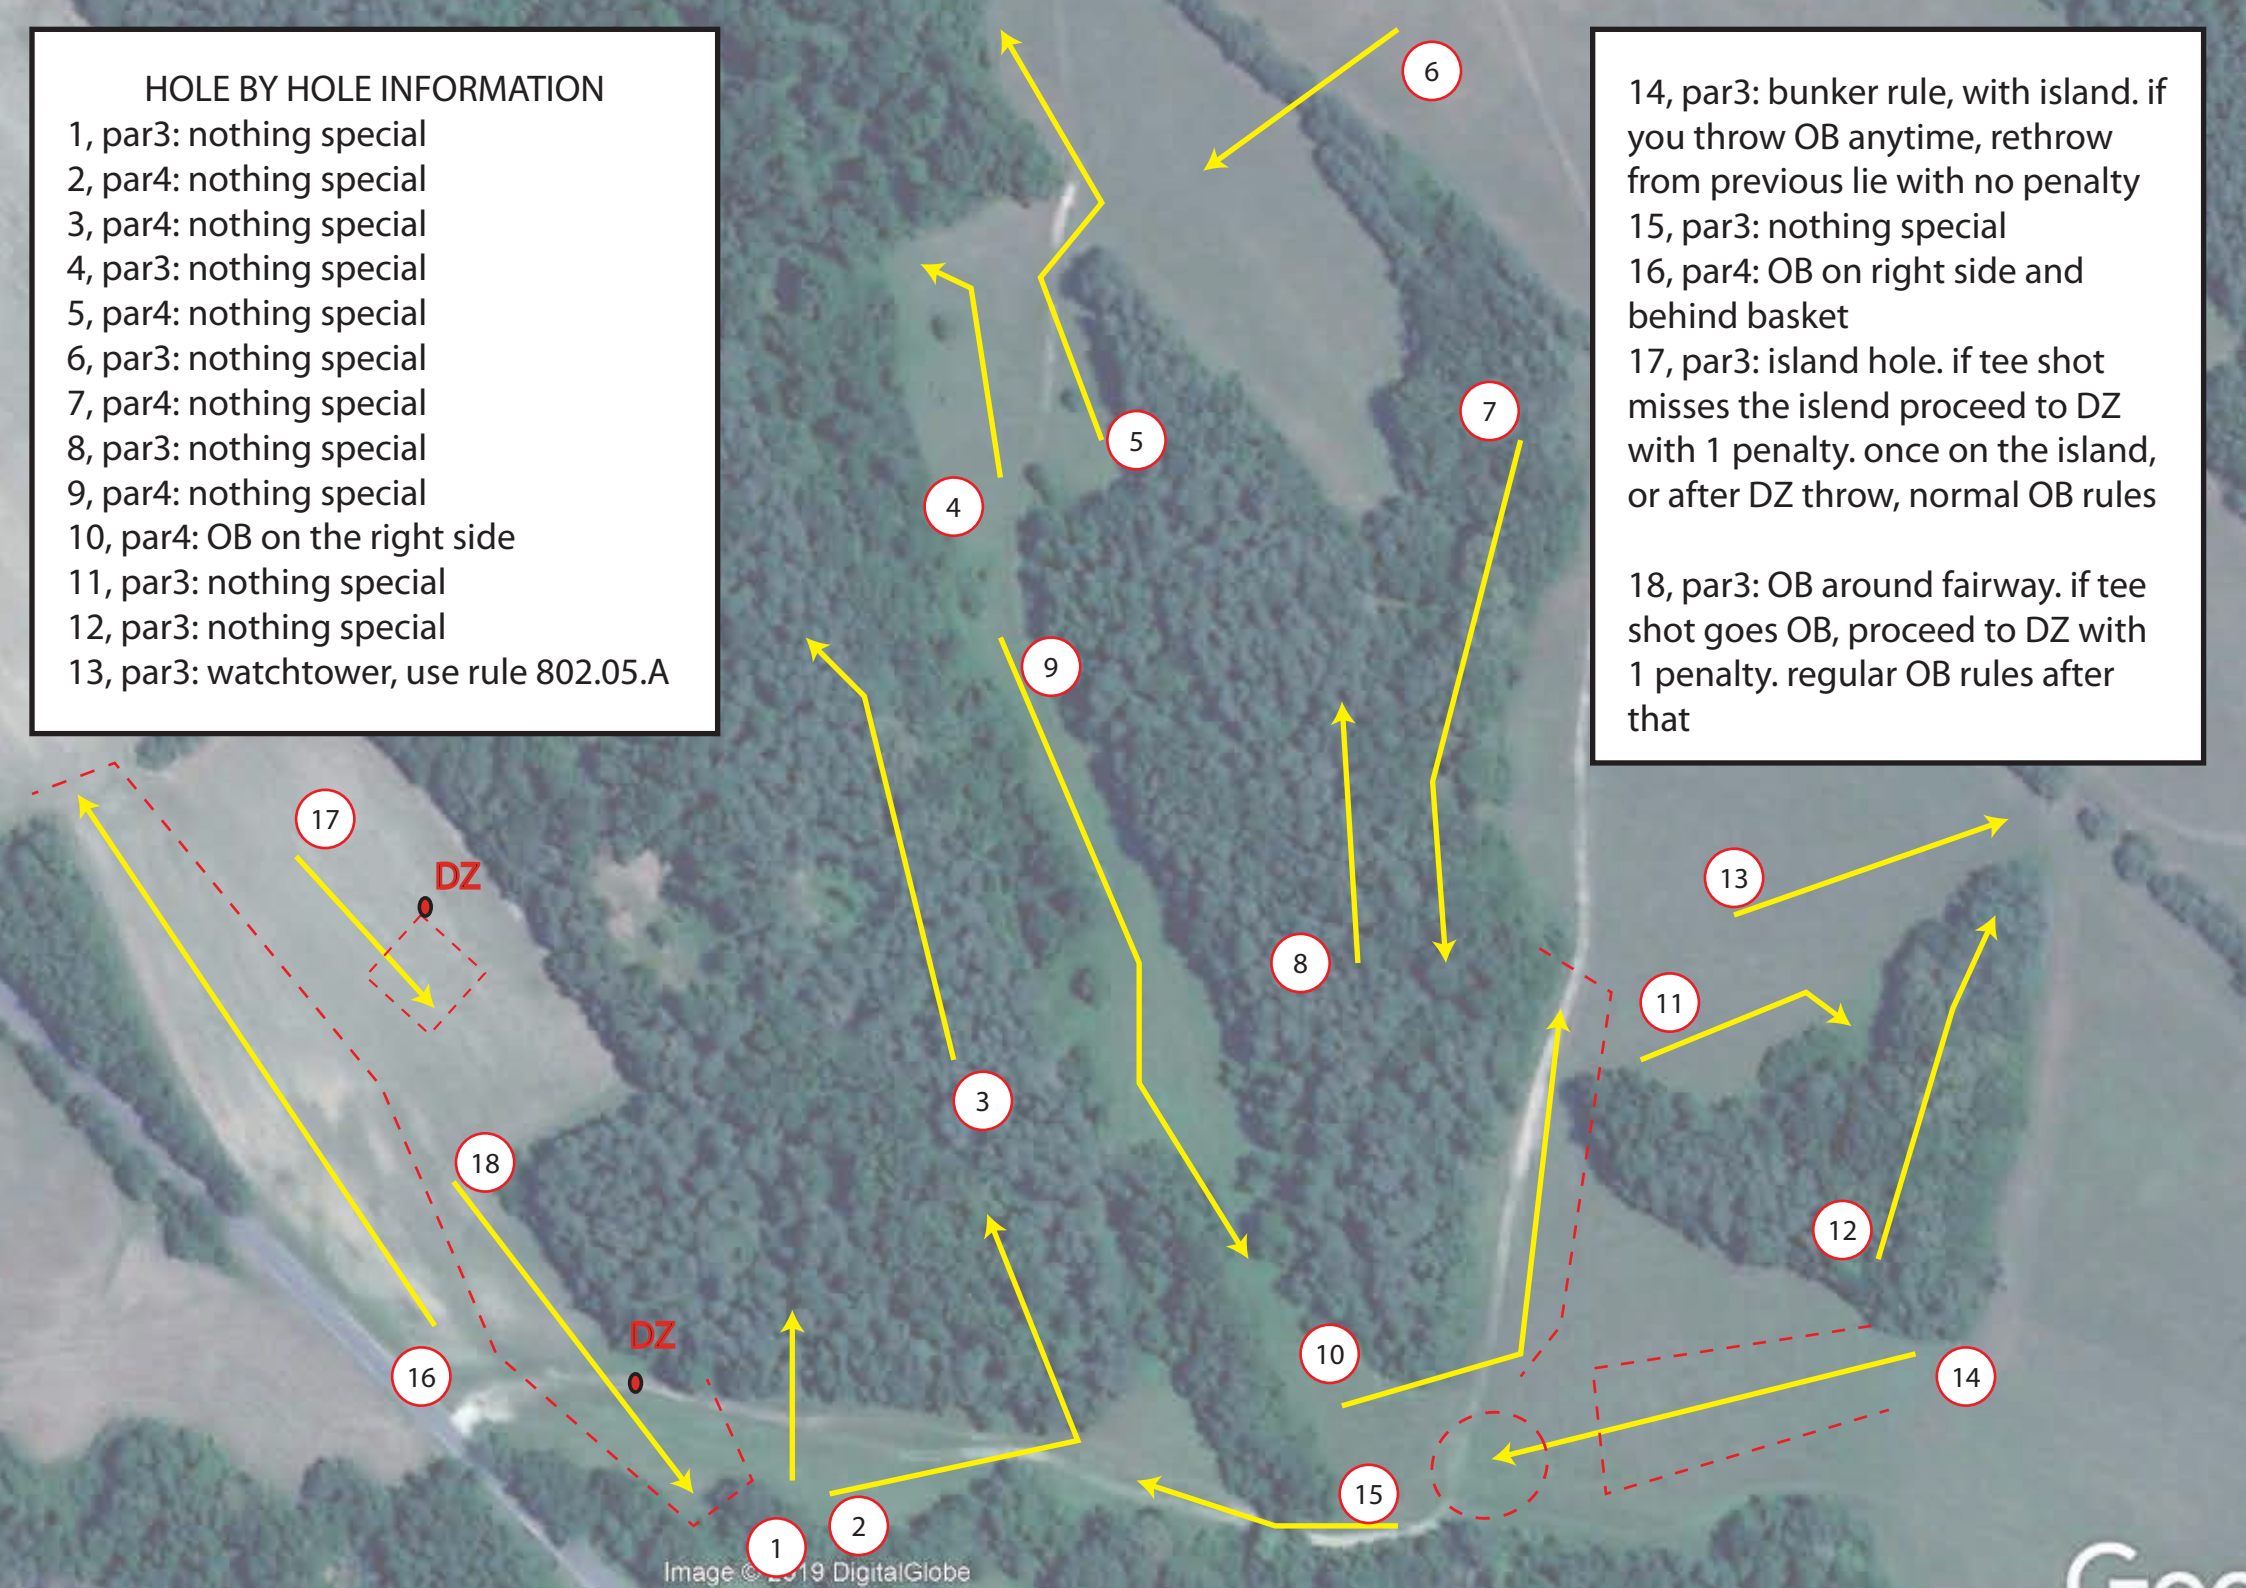 HOLE BY HOLE INFORMATION
1, par3: nothing special
2, par4: nothing special
3, par4: nothing special
4, par3: nothing special
5, par4: nothing special
6, par3: nothing special
7, par4: nothing special
8, par3: nothing special
9, par4: nothing special
10, par4: OB on the right side
11, par3: nothing special
12, par3: nothing special
13, par3: watchtower, use rule 802.05.A
14, par3: bunker rule, with island. if
you throw OB anytime, rethrow
from previous lie with no penalty
15, par3: nothing special
16, par4: OB on right side and
behind basket
17, par3: island hole. if tee shot
misses the islend proceed to DZ
with 1 penalty. once on the island,
or after DZ throw, normal OB rules
18, par3: OB around fairway. if tee
shot goes OB, proceed to DZ with
1 penalty. regular OB rules after
that
6
7
5
4
9
17
DZ
13
8
11
3
18
12
DZ
10
16
14
15
2
1
Image © 19 DigitalGlobe